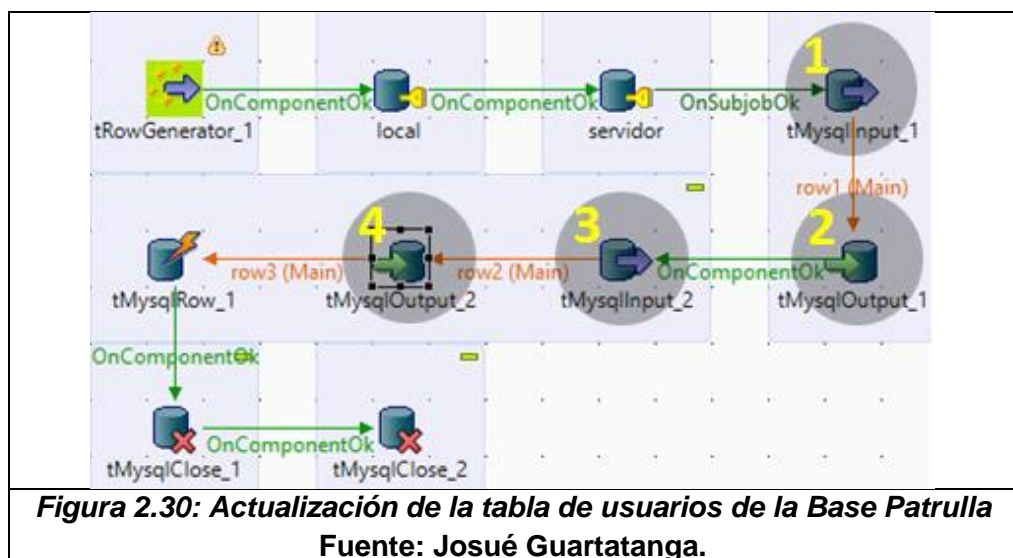 1
OnComponentOk
OnComponentOk
OnSubjobOk
tRowGenerator_1
local
servidor
tMysqlInput_1
row1 (Main)
4
3
2
row3 (Main)
row2 (Main)
OnComponentOk
tMysqlRow_1
tMysqlOutput_2
tMysqlInput_2
tMysqlOutput_1
OnComponentOk
OnComponentOk
tMysqlClose_1
tMysqlClose_2
Figura 2.30: Actualización de la tabla de usuarios de la Base Patrulla
Fuente: Josué Guartatanga.